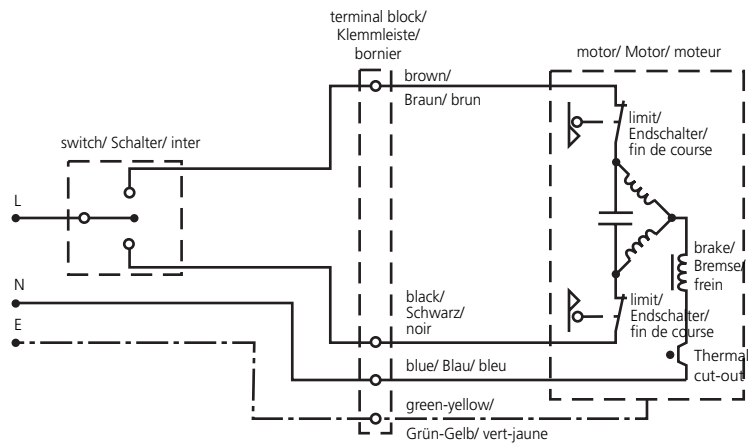 terminal block/
Klemmleiste/
bornier
motor/ Motor/ moteur
brown/
Braun/ brun
limit/
Endschalter/
fin de course
switch/ Schalter/ inter
L
brake/
Bremse/
frein
N
black/
Schwarz/
noir
limit/
Endschalter/
fin de course
E
Thermal
cut-out
blue/ Blau/ bleu
green-yellow/
Grün-Gelb/ vert-jaune